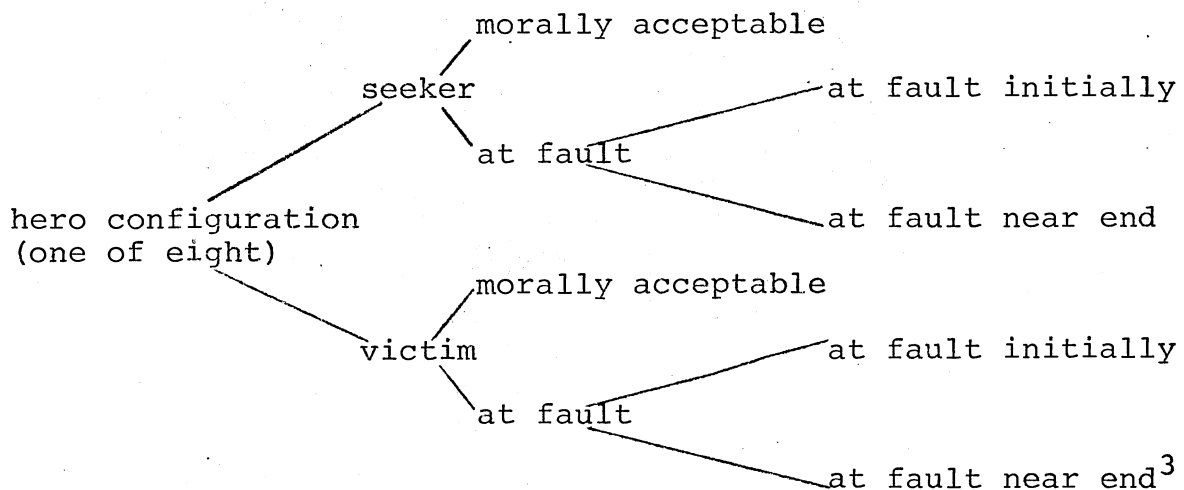 morally acceptable
seeker
at fault initially
at fault
at fault near end
hero configuration
(one of eight)
morally acceptable
victim
at fault initially
at fault
at fault near end3